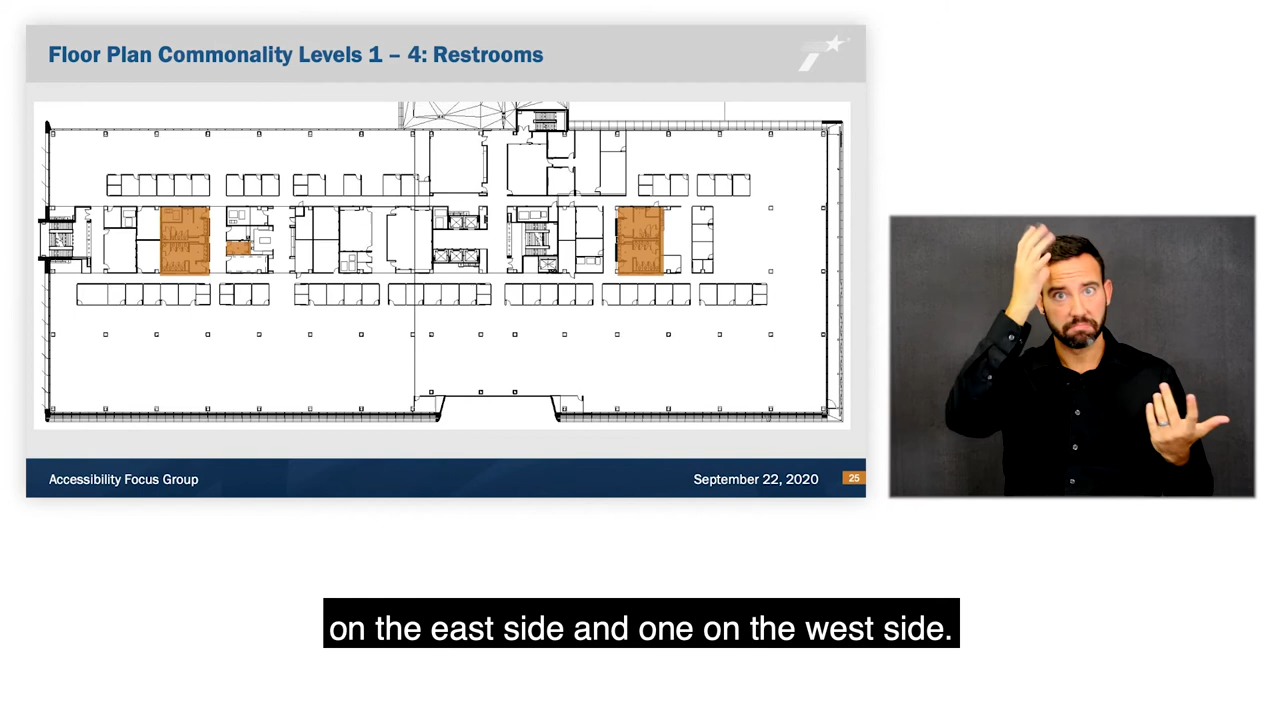 Floor Plan Commonality Levels 1 – 4: Restrooms
Accessibility Focus Group
September 22, 2020
25
on the east side and one on the west side.